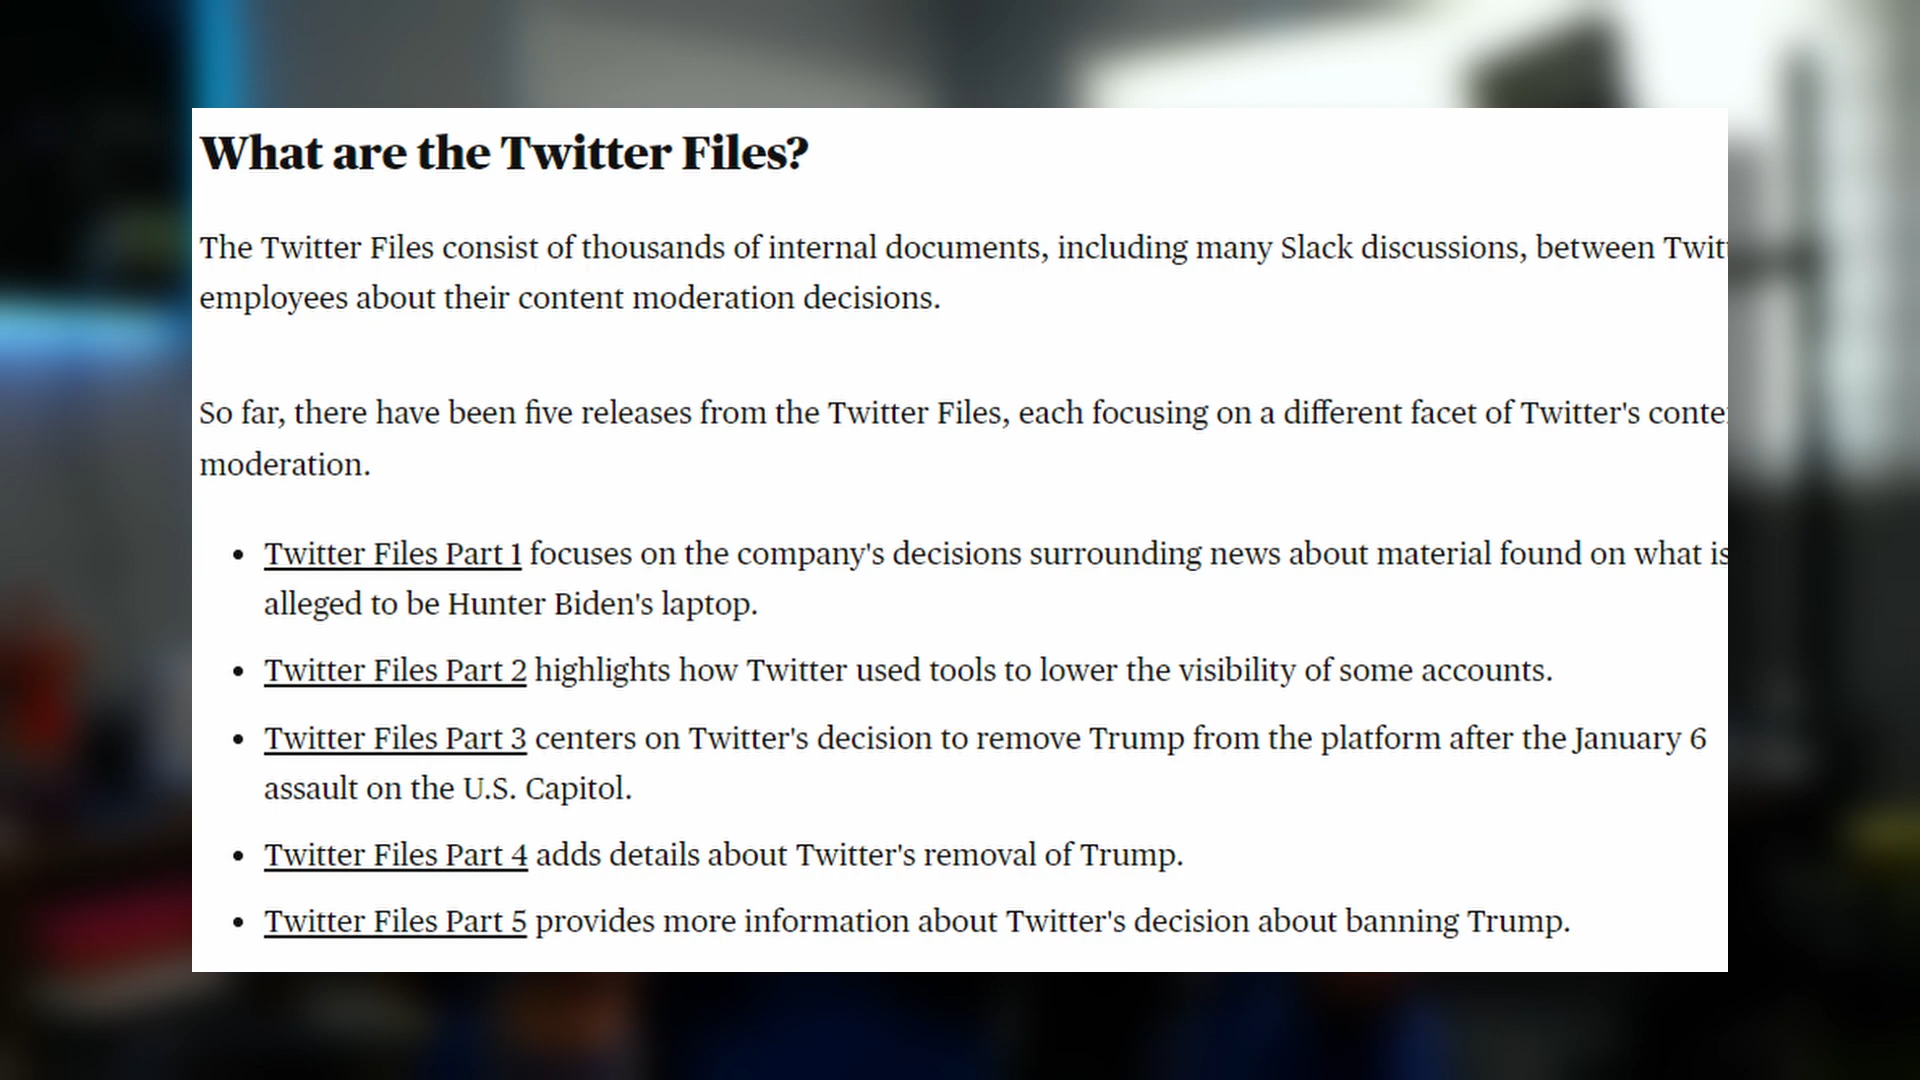 What are the Twitter Files?
The Twitter Files consist of thousands of internal documents, including many Slack discussions, between
employees about their content moderation decisions.
So far, there have been five releases from the Twitter Files, each focusing on a different facet of Twitter's
moderation.
• Twitter Files Part 1 focuses on the company's decisions surrounding news about material found on what is
alleged to be Hunter Biden's laptop.
• Twitter Files Part 2 highlights how Twitter used tools to lower the visibility of some accounts.
• Twitter Files Part 3 centers on Twitter's decision to remove Trump from the platform after the January 6
assault on the U.S. Capitol.
• Twitter Files Part 4 adds details about Twitter's removal of Trump.
• Twitter Files Part 5 provides more information about Twitter's decision about banning Trump.